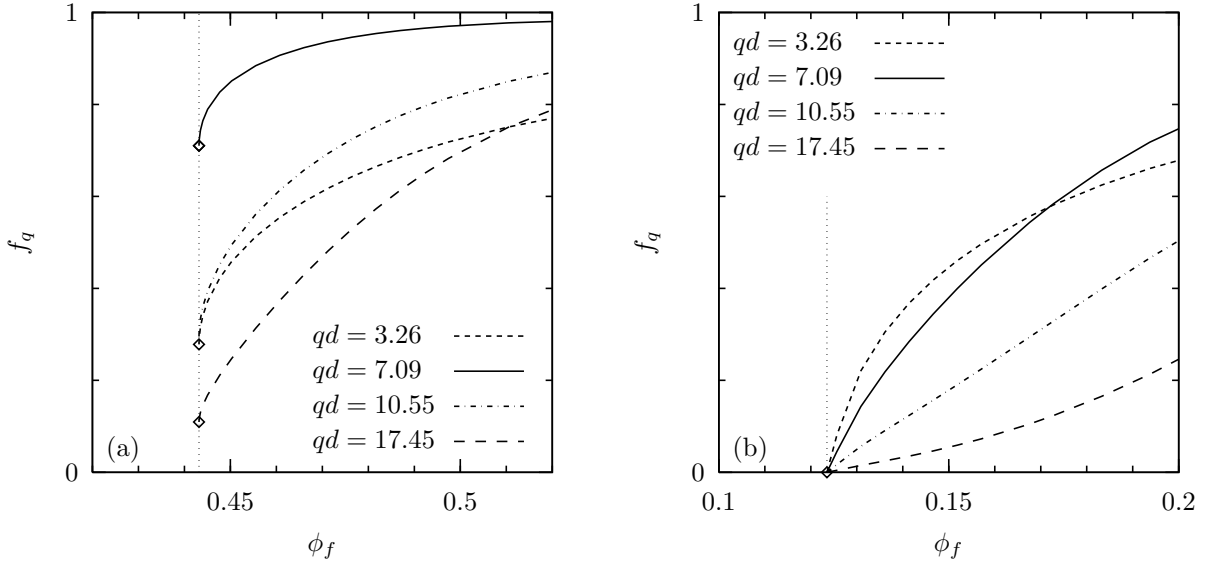 1
f_q
0
0.45
0.5
ϕ_f
qd = 3.26
qd = 7.09
qd = 10.55
qd = 17.45
(a)
1
f_q
0
0.1
0.15
0.2
ϕ_f
qd = 3.26
qd = 7.09
qd = 10.55
qd = 17.45
(b)